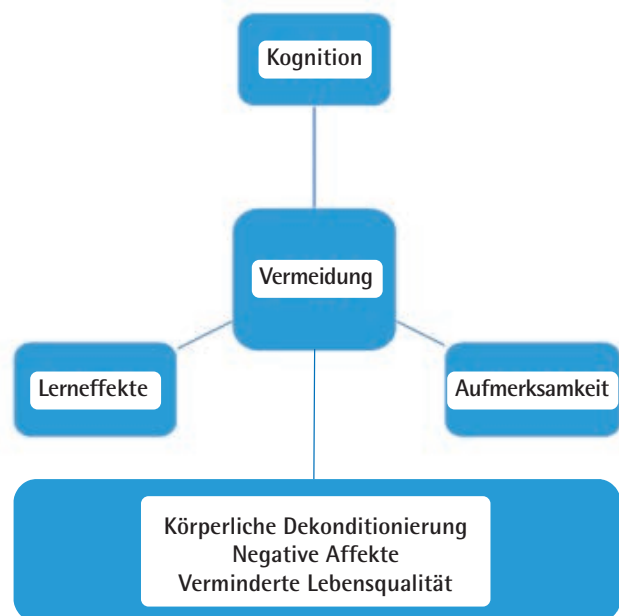 Kognition
Vermeidung
Lerneffekte
Aufmerksamkeit
Körperliche Dekonditionierung
Negative Affekte
Verminderte Lebensqualität